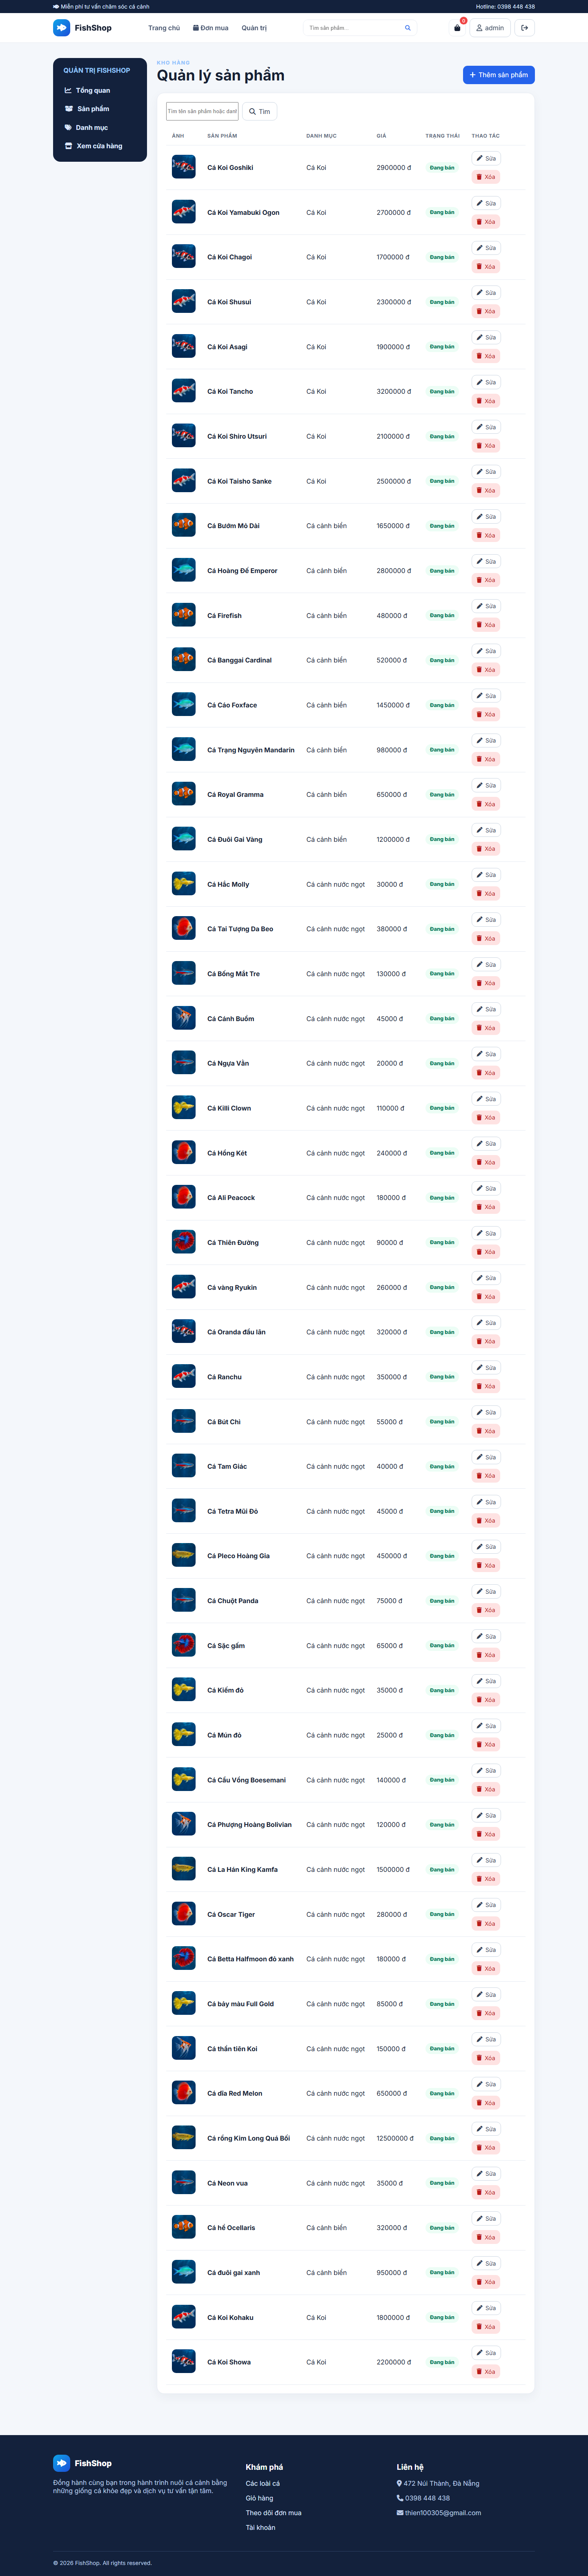 Miễn phí tư vấn chăm sóc cá cảnh
Hotline: 0398 448 438
FishShop
Trang chủ
Đơn mua
Quản trị
Tìm sản phẩm...
0
admin
QUẢN TRỊ FISHSHOP
Tổng quan
Sản phẩm
Danh mục
Xem cửa hàng
KHO HÀNG
Quản lý sản phẩm
Thêm sản phẩm
Tìm tên sản phẩm hoặc danh
Tìm
ẢNH SẢN PHẨM DANH MỤC GIÁ TRẠNG THÁI THAO TÁC
Cá Koi Goshiki Cá Koi 2900000 đ Đang bán Sửa Xóa
Cá Koi Yamabuki Ogon Cá Koi 2700000 đ Đang bán Sửa Xóa
Cá Koi Chagoi Cá Koi 1700000 đ Đang bán Sửa Xóa
Cá Koi Shusui Cá Koi 2300000 đ Đang bán Sửa Xóa
Cá Koi Asagi Cá Koi 1900000 đ Đang bán Sửa Xóa
Cá Koi Tancho Cá Koi 3200000 đ Đang bán Sửa Xóa
Cá Koi Shiro Utsuri Cá Koi 2100000 đ Đang bán Sửa Xóa
Cá Koi Taisho Sanke Cá Koi 2500000 đ Đang bán Sửa Xóa
Cá Bướm Mỏ Dài Cá cảnh biển 1650000 đ Đang bán Sửa Xóa
Cá Hoàng Đế Emperor Cá cảnh biển 2800000 đ Đang bán Sửa Xóa
Cá Firefish Cá cảnh biển 480000 đ Đang bán Sửa Xóa
Cá Banggai Cardinal Cá cảnh biển 520000 đ Đang bán Sửa Xóa
Cá Cáo Foxface Cá cảnh biển 1450000 đ Đang bán Sửa Xóa
Cá Trạng Nguyên Mandarin Cá cảnh biển 980000 đ Đang bán Sửa Xóa
Cá Royal Gramma Cá cảnh biển 650000 đ Đang bán Sửa Xóa
Cá Đuôi Gai Vàng Cá cảnh biển 1200000 đ Đang bán Sửa Xóa
Cá Hắc Molly Cá cảnh nước ngọt 30000 đ Đang bán Sửa Xóa
Cá Tai Tượng Da Beo Cá cảnh nước ngọt 380000 đ Đang bán Sửa Xóa
Cá Bống Mắt Tre Cá cảnh nước ngọt 130000 đ Đang bán Sửa Xóa
Cá Cánh Buồm Cá cảnh nước ngọt 45000 đ Đang bán Sửa Xóa
Cá Ngựa Vằn Cá cảnh nước ngọt 20000 đ Đang bán Sửa Xóa
Cá Killi Clown Cá cảnh nước ngọt 110000 đ Đang bán Sửa Xóa
Cá Hồng Két Cá cảnh nước ngọt 240000 đ Đang bán Sửa Xóa
Cá Ali Peacock Cá cảnh nước ngọt 180000 đ Đang bán Sửa Xóa
Cá Thiên Đường Cá cảnh nước ngọt 90000 đ Đang bán Sửa Xóa
Cá vàng Ryukin Cá cảnh nước ngọt 260000 đ Đang bán Sửa Xóa
Cá Oranda đầu lân Cá cảnh nước ngọt 320000 đ Đang bán Sửa Xóa
Cá Ranchu Cá cảnh nước ngọt 350000 đ Đang bán Sửa Xóa
Cá Bút Chì Cá cảnh nước ngọt 55000 đ Đang bán Sửa Xóa
Cá Tam Giác Cá cảnh nước ngọt 40000 đ Đang bán Sửa Xóa
Cá Tetra Mũi Đỏ Cá cảnh nước ngọt 45000 đ Đang bán Sửa Xóa
Cá Pleco Hoàng Gia Cá cảnh nước ngọt 450000 đ Đang bán Sửa Xóa
Cá Chuột Panda Cá cảnh nước ngọt 75000 đ Đang bán Sửa Xóa
Cá Sặc gấm Cá cảnh nước ngọt 65000 đ Đang bán Sửa Xóa
Cá Kiếm đỏ Cá cảnh nước ngọt 35000 đ Đang bán Sửa Xóa
Cá Mún đỏ Cá cảnh nước ngọt 25000 đ Đang bán Sửa Xóa
Cá Cầu Vồng Boesemani Cá cảnh nước ngọt 140000 đ Đang bán Sửa Xóa
Cá Phượng Hoàng Bolivian Cá cảnh nước ngọt 120000 đ Đang bán Sửa Xóa
Cá La Hán King Kamfa Cá cảnh nước ngọt 1500000 đ Đang bán Sửa Xóa
Cá Oscar Tiger Cá cảnh nước ngọt 280000 đ Đang bán Sửa Xóa
Cá Betta Halfmoon đỏ xanh Cá cảnh nước ngọt 180000 đ Đang bán Sửa Xóa
Cá bảy màu Full Gold Cá cảnh nước ngọt 85000 đ Đang bán Sửa Xóa
Cá thần tiên Koi Cá cảnh nước ngọt 150000 đ Đang bán Sửa Xóa
Cá dĩa Red Melon Cá cảnh nước ngọt 650000 đ Đang bán Sửa Xóa
Cá rồng Kim Long Quá Bối Cá cảnh nước ngọt 12500000 đ Đang bán Sửa Xóa
Cá Neon vua Cá cảnh nước ngọt 35000 đ Đang bán Sửa Xóa
Cá hề Ocellaris Cá cảnh biển 320000 đ Đang bán Sửa Xóa
Cá đuôi gai xanh Cá cảnh biển 950000 đ Đang bán Sửa Xóa
Cá Koi Kohaku Cá Koi 1800000 đ Đang bán Sửa Xóa
Cá Koi Showa Cá Koi 2200000 đ Đang bán Sửa Xóa
FishShop
Đồng hành cùng bạn trong hành trình nuôi cá cảnh bằng
những giống cá khỏe đẹp và dịch vụ tư vấn tận tâm.
Khám phá
Các loài cá
Giỏ hàng
Theo dõi đơn mua
Tài khoản
Liên hệ
472 Núi Thành, Đà Nẵng
0398 448 438
thien100305@gmail.com
© 2026 FishShop. All rights reserved.